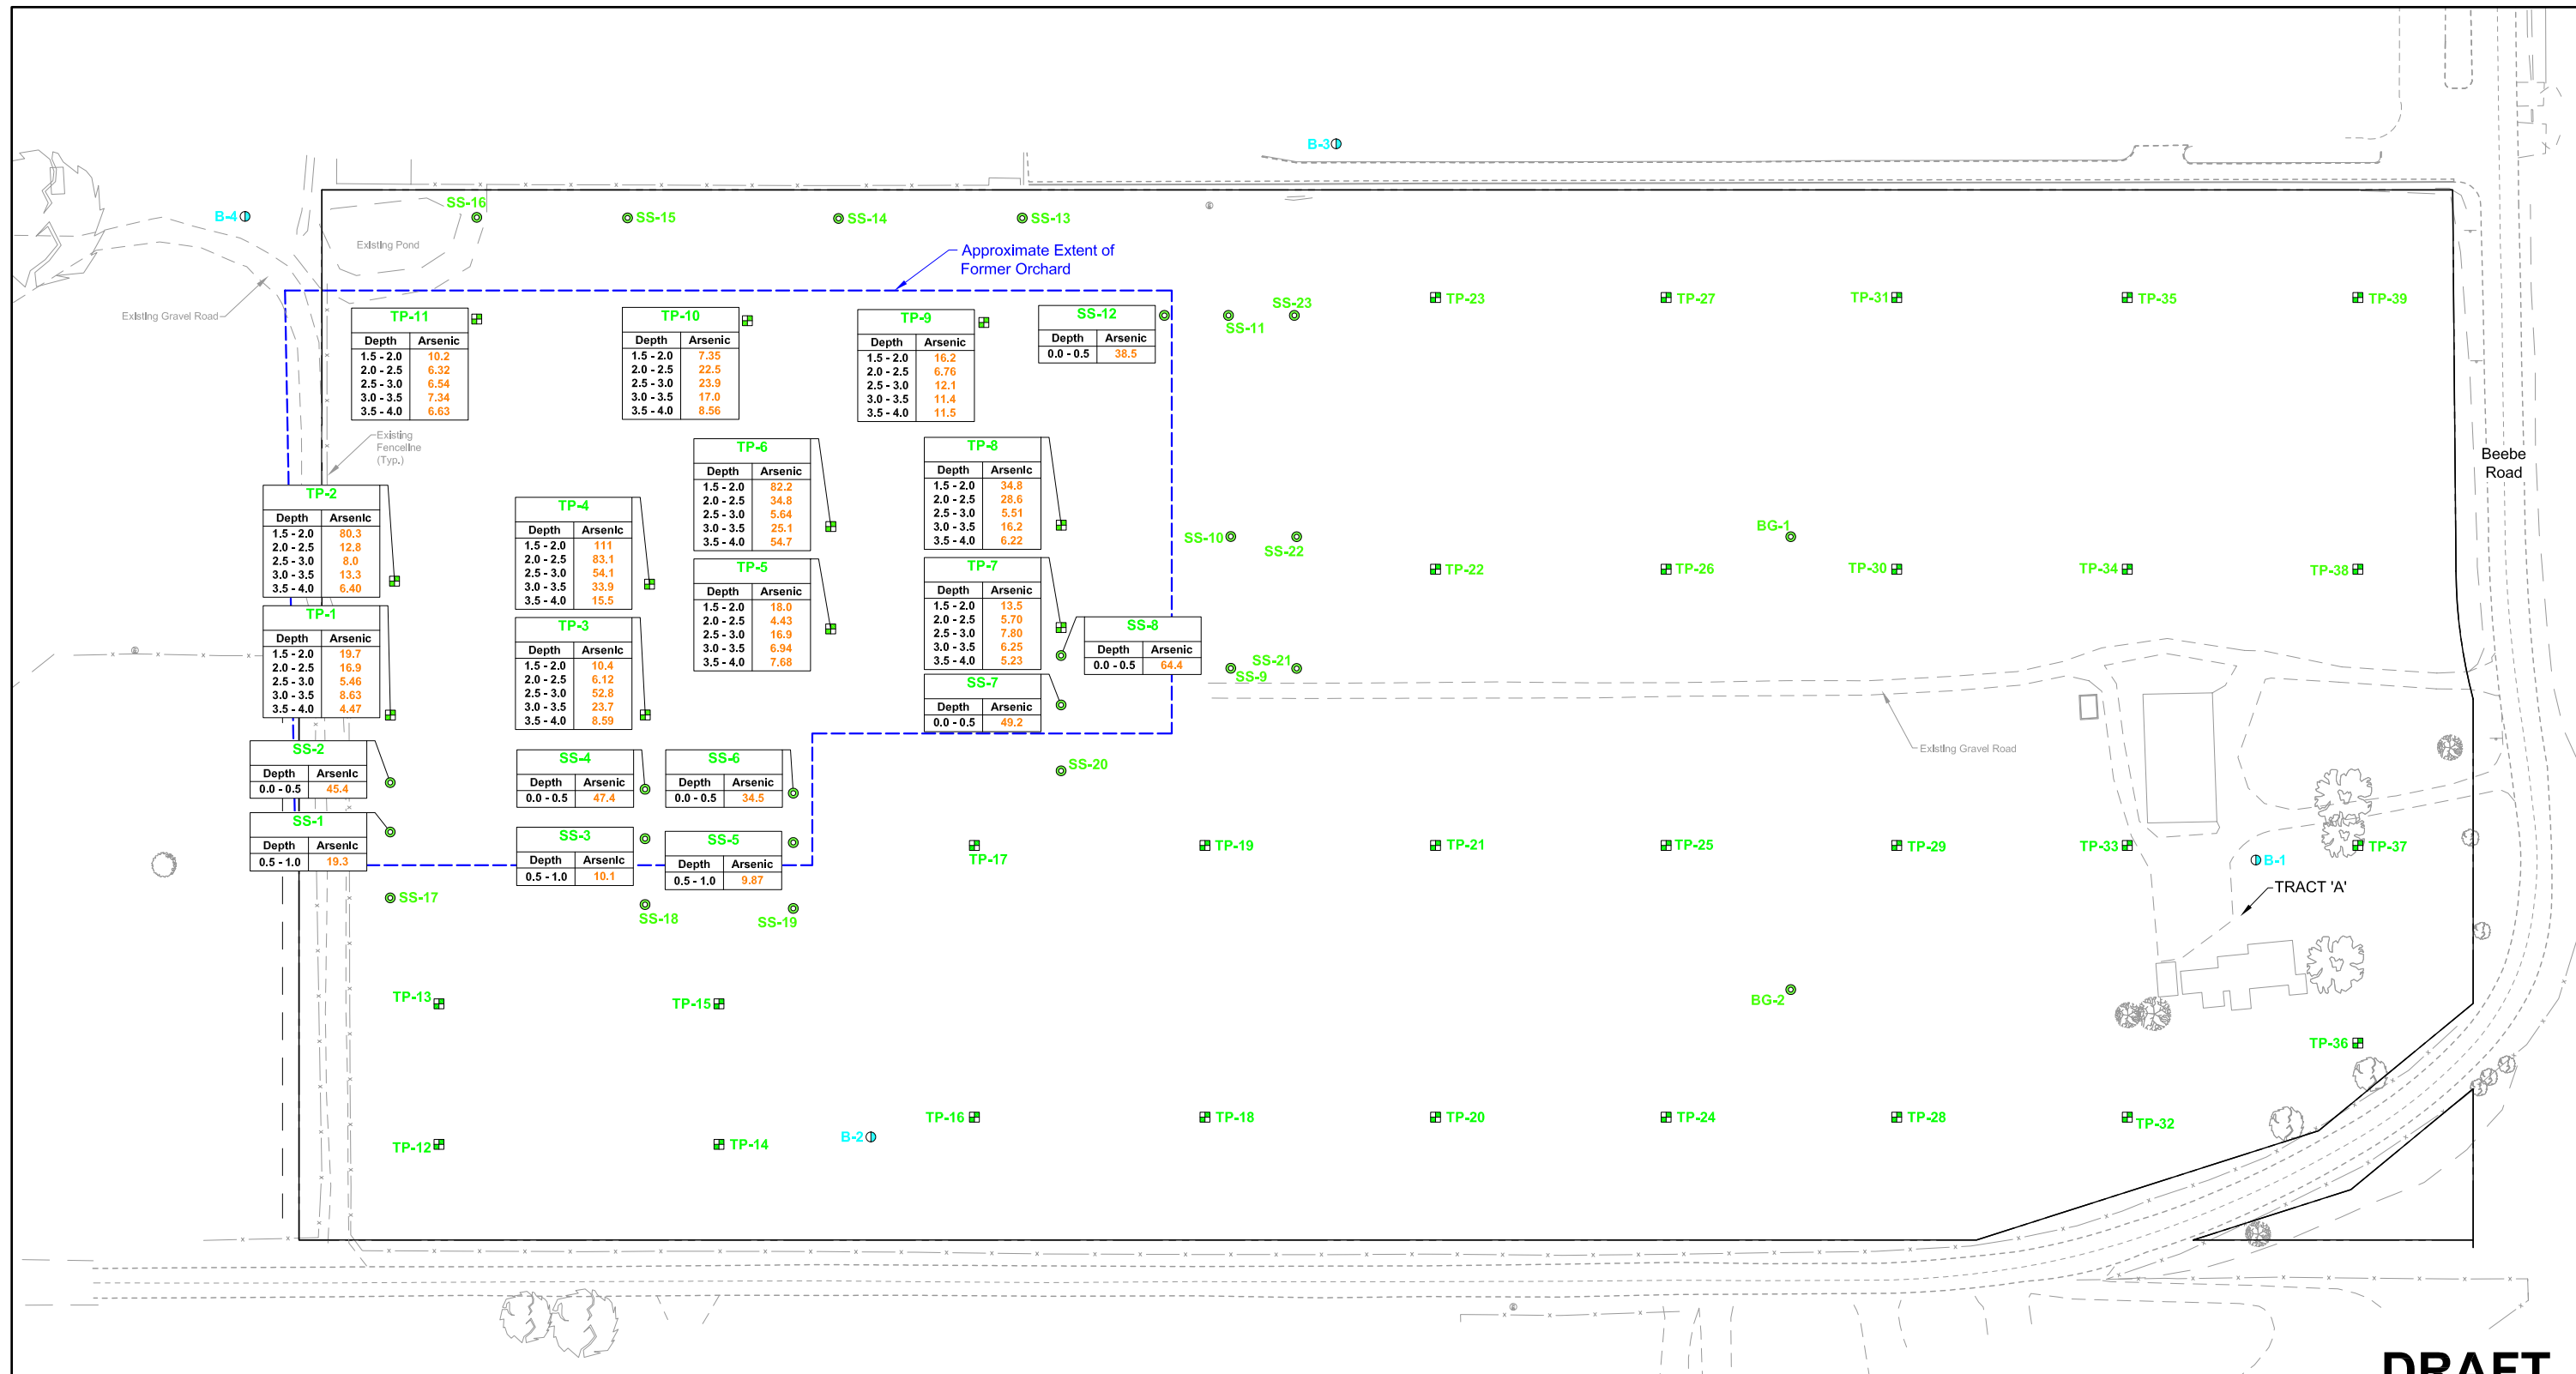 B-3
B-4
SS-16
SS-15
SS-14
SS-13
Existing Pond
Approximate Extent of
Former Orchard
Existing Gravel Road
TP-11
Depth Arsenic
1.5 - 2.0 10.2
2.0 - 2.5 6.32
2.5 - 3.0 6.54
3.0 - 3.5 7.34
3.5 - 4.0 6.63
TP-10
Depth Arsenic
1.5 - 2.0 7.35
2.0 - 2.5 22.5
2.5 - 3.0 23.9
3.0 - 3.5 17.0
3.5 - 4.0 8.56
TP-9
Depth Arsenic
1.5 - 2.0 16.2
2.0 - 2.5 6.76
2.5 - 3.0 12.1
3.0 - 3.5 11.4
3.5 - 4.0 11.5
SS-12
Depth Arsenic
0.0 - 0.5 38.5
SS-11
SS-23
TP-23
TP-27
TP-31
TP-35
TP-39
Existing
Fenceline
(Typ.)
Beebe
Road
TP-2
Depth Arsenic
1.5 - 2.0 80.3
2.0 - 2.5 12.8
2.5 - 3.0 8.0
3.0 - 3.5 13.3
3.5 - 4.0 6.40
TP-4
Depth Arsenic
1.5 - 2.0 111
2.0 - 2.5 83.1
2.5 - 3.0 54.1
3.0 - 3.5 33.9
3.5 - 4.0 15.5
TP-6
Depth Arsenic
1.5 - 2.0 82.2
2.0 - 2.5 34.8
2.5 - 3.0 5.64
3.0 - 3.5 25.1
3.5 - 4.0 54.7
TP-8
Depth Arsenic
1.5 - 2.0 34.8
2.0 - 2.5 28.6
2.5 - 3.0 5.51
3.0 - 3.5 16.2
3.5 - 4.0 6.22
SS-10
SS-22
BG-1
TP-22
TP-26
TP-30
TP-34
TP-38
TP-1
Depth Arsenic
1.5 - 2.0 19.7
2.0 - 2.5 16.9
2.5 - 3.0 5.46
3.0 - 3.5 8.63
3.5 - 4.0 4.47
TP-3
Depth Arsenic
1.5 - 2.0 10.4
2.0 - 2.5 6.12
2.5 - 3.0 52.8
3.0 - 3.5 23.7
3.5 - 4.0 8.59
TP-5
Depth Arsenic
1.5 - 2.0 18.0
2.0 - 2.5 4.43
2.5 - 3.0 16.9
3.0 - 3.5 6.94
3.5 - 4.0 7.68
TP-7
Depth Arsenic
1.5 - 2.0 13.5
2.0 - 2.5 5.70
2.5 - 3.0 7.80
3.0 - 3.5 6.25
3.5 - 4.0 5.23
SS-8
Depth Arsenic
0.0 - 0.5 64.4
SS-9
SS-21
SS-7
Depth Arsenic
0.0 - 0.5 49.2
Existing Gravel Road
SS-2
Depth Arsenic
0.0 - 0.5 45.4
SS-4
Depth Arsenic
0.0 - 0.5 47.4
SS-6
Depth Arsenic
0.0 - 0.5 34.5
SS-20
SS-1
Depth Arsenic
0.5 - 1.0 19.3
SS-3
Depth Arsenic
0.5 - 1.0 10.1
SS-5
Depth Arsenic
0.5 - 1.0 9.87
TP-17
TP-19
TP-21
TP-25
TP-29
TP-33
TP-37
B-1
TRACT 'A'
SS-17
SS-18
SS-19
TP-13
TP-15
BG-2
TP-36
TP-12
TP-14
B-2
TP-16
TP-18
TP-20
TP-24
TP-28
TP-32
DRAFT